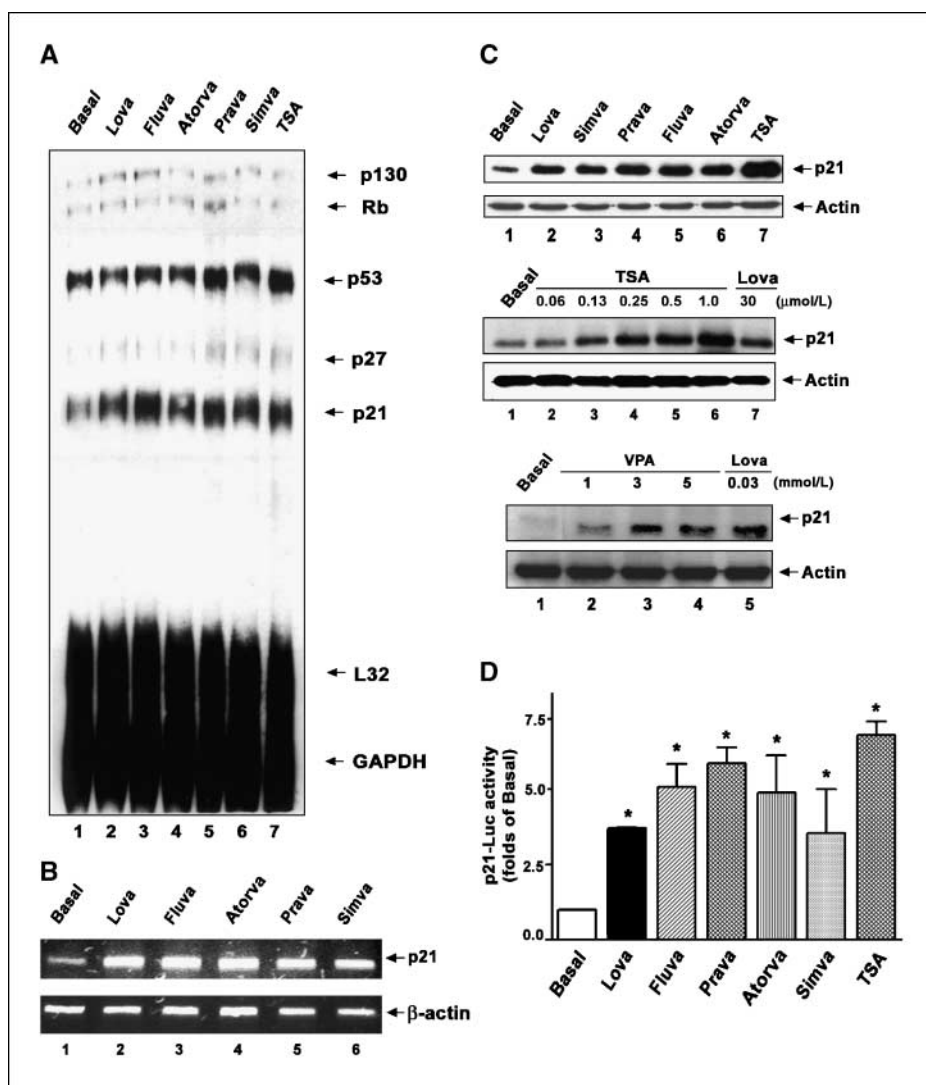 A
Basal Lova Fluva Atorva Prava Simva TSA
p130
Rb
p53
p27
p21
L32
GAPDH
1 2 3 4 5 6 7
B
Basal Lova Fluva Atorva Prava Simva
p21
β-actin
1 2 3 4 5 6
C
Basal Lova Simva Prava Fluva Atorva TSA
p21
Actin
1 2 3 4 5 6 7
Basal TSA Lova
0.06 0.13 0.25 0.5 1.0 30 (μmol/L)
p21
Actin
1 2 3 4 5 6 7
Basal VPA Lova
1 3 5 0.03 (mmol/L)
p21
Actin
1 2 3 4 5
D
p21-Luc activity
(folds of Basal)
7.5
5.0
2.5
0.0
* * * * * *
Basal Lova Fluva Prava Atorva Simva TSA